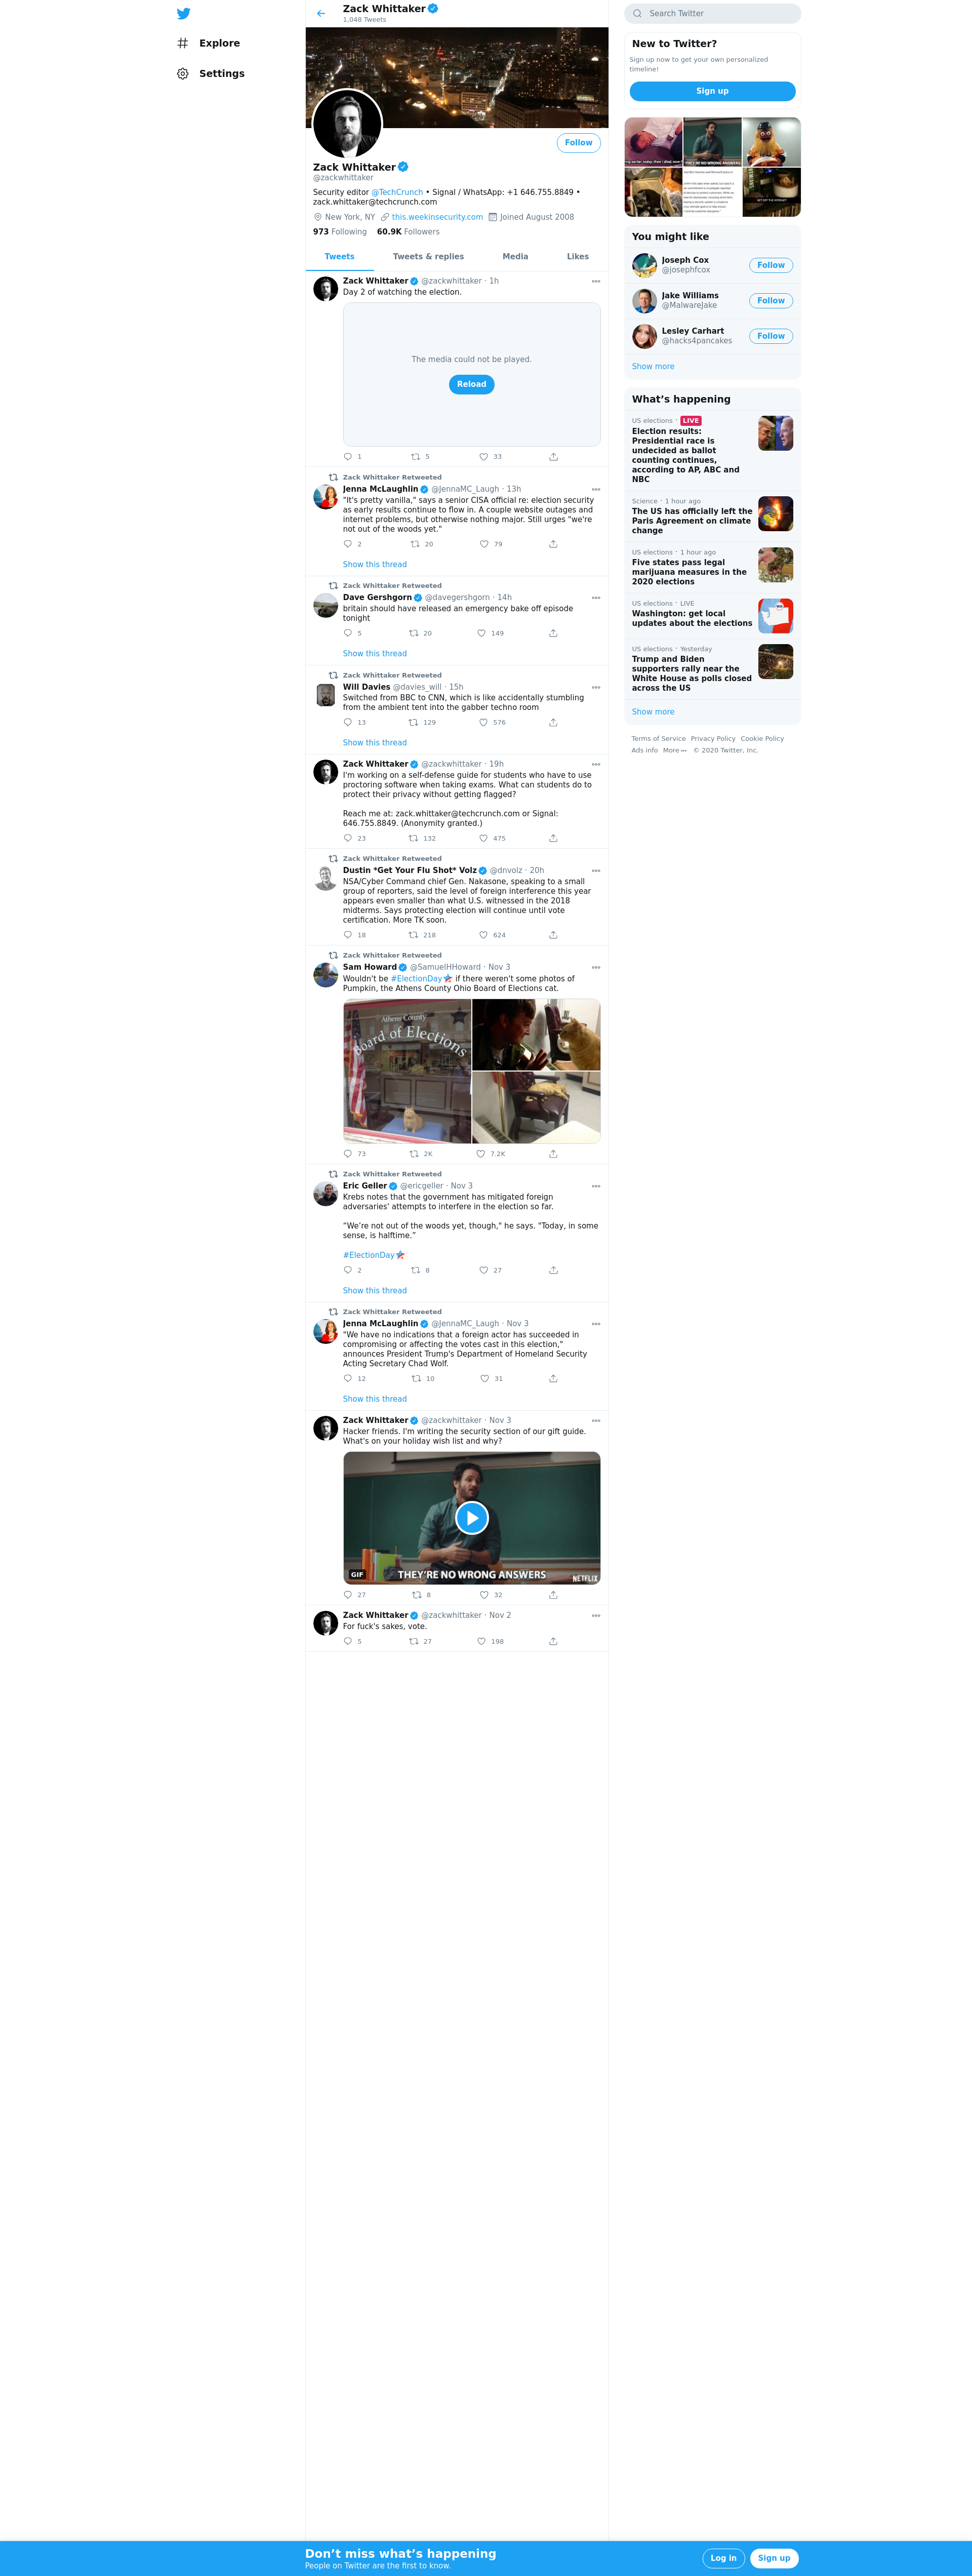 Explore
Settings
Zack Whittaker
1,048 Tweets
Follow
Zack Whittaker
@zackwhittaker
Security editor @TechCrunch • Signal / WhatsApp: +1 646.755.8849 •
zack.whittaker@techcrunch.com
New York, NY this.weekinsecurity.com Joined August 2008
973 Following 60.9K Followers
Tweets Tweets & replies Media Likes
Zack Whittaker @zackwhittaker · 1h
Day 2 of watching the election.
The media could not be played.
Reload
1 5 33
Zack Whittaker Retweeted
Jenna McLaughlin @JennaMC_Laugh · 13h
"It's pretty vanilla," says a senior CISA official re: election security
as early results continue to flow in. A couple website outages and
internet problems, but otherwise nothing major. Still urges "we're
not out of the woods yet."
2 20 79
Show this thread
Zack Whittaker Retweeted
Dave Gershgorn @davegershgorn · 14h
britain should have released an emergency bake off episode
tonight
5 20 149
Show this thread
Zack Whittaker Retweeted
Will Davies @davies_will · 15h
Switched from BBC to CNN, which is like accidentally stumbling
from the ambient tent into the gabber techno room
13 129 576
Show this thread
Zack Whittaker @zackwhittaker · 19h
I'm working on a self-defense guide for students who have to use
proctoring software when taking exams. What can students do to
protect their privacy without getting flagged?
Reach me at: zack.whittaker@techcrunch.com or Signal:
646.755.8849. (Anonymity granted.)
23 132 475
Zack Whittaker Retweeted
Dustin *Get Your Flu Shot* Volz @dnvolz · 20h
NSA/Cyber Command chief Gen. Nakasone, speaking to a small
group of reporters, said the level of foreign interference this year
appears even smaller than what U.S. witnessed in the 2018
midterms. Says protecting election will continue until vote
certification. More TK soon.
18 218 624
Zack Whittaker Retweeted
Sam Howard @SamuelHHoward · Nov 3
Wouldn't be #ElectionDay if there weren't some photos of
Pumpkin, the Athens County Ohio Board of Elections cat.
Athens County
Board of Elections
73 2K 7.2K
Zack Whittaker Retweeted
Eric Geller @ericgeller · Nov 3
Krebs notes that the government has mitigated foreign
adversaries' attempts to interfere in the election so far.
"We're not out of the woods yet, though," he says. "Today, in some
sense, is halftime."
#ElectionDay
2 8 27
Show this thread
Zack Whittaker Retweeted
Jenna McLaughlin @JennaMC_Laugh · Nov 3
"We have no indications that a foreign actor has succeeded in
compromising or affecting the votes cast in this election,"
announces President Trump's Department of Homeland Security
Acting Secretary Chad Wolf.
12 10 31
Show this thread
Zack Whittaker @zackwhittaker · Nov 3
Hacker friends. I'm writing the security section of our gift guide.
What's on your holiday wish list and why?
GIF
THEY'RE NO WRONG ANSWERS
NETFLIX
27 8 32
Zack Whittaker @zackwhittaker · Nov 2
For fuck's sakes, vote.
5 27 198
Search Twitter
New to Twitter?
Sign up now to get your own personalized
timeline!
Sign up
THEY'RE NO WRONG ANSWERS
You might like
Joseph Cox
@josephfcox
Follow
Jake Williams
@MalwareJake
Follow
Lesley Carhart
@hacks4pancakes
Follow
Show more
What's happening
US elections · LIVE
Election results:
Presidential race is
undecided as ballot
counting continues,
according to AP, ABC and
NBC
Science · 1 hour ago
The US has officially left the
Paris Agreement on climate
change
US elections · 1 hour ago
Five states pass legal
marijuana measures in the
2020 elections
US elections · LIVE
Washington: get local
updates about the elections
US elections · Yesterday
Trump and Biden
supporters rally near the
White House as polls closed
across the US
Show more
Terms of Service Privacy Policy Cookie Policy
Ads info More © 2020 Twitter, Inc.
Don't miss what's happening
People on Twitter are the first to know.
Log in
Sign up